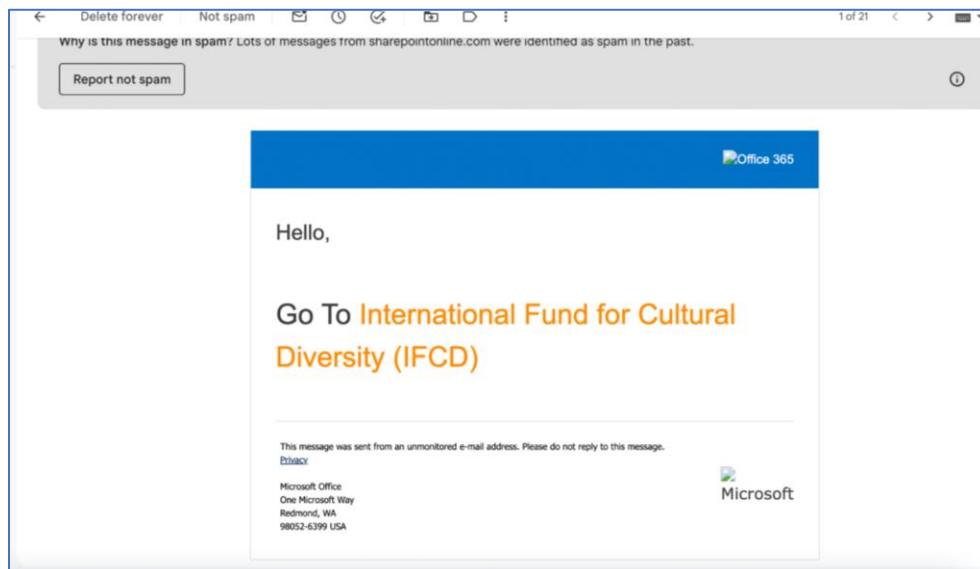 Delete forever Not spam 1 of 21
Why is this message in spam? Lots of messages from sharepointonline.com were identified as spam in the past.
Report not spam
Office 365
Hello,
Go To International Fund for Cultural
Diversity (IFCD)
This message was sent from an unmonitored e-mail address. Please do not reply to this message.
Privacy
Microsoft Office
One Microsoft Way
Redmond, WA
98052-6399 USA
Microsoft